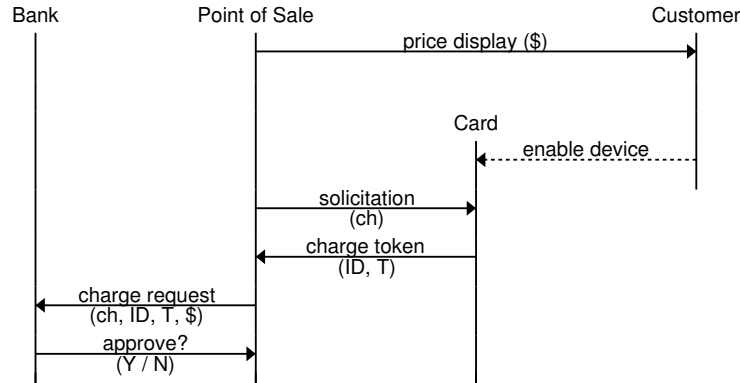 Bank
Point of Sale
Customer
price display ($)
Card
enable device
solicitation
(ch)
charge token
(ID, T)
charge request
(ch, ID, T, $)
approve?
(Y / N)